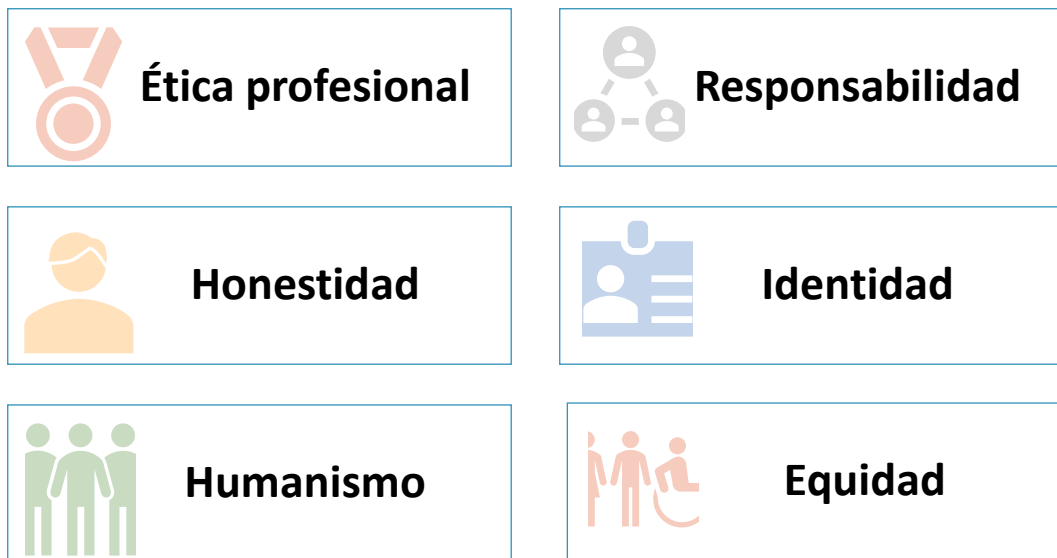 Ética profesional
Responsabilidad
Honestidad
Identidad
Humanismo
Equidad